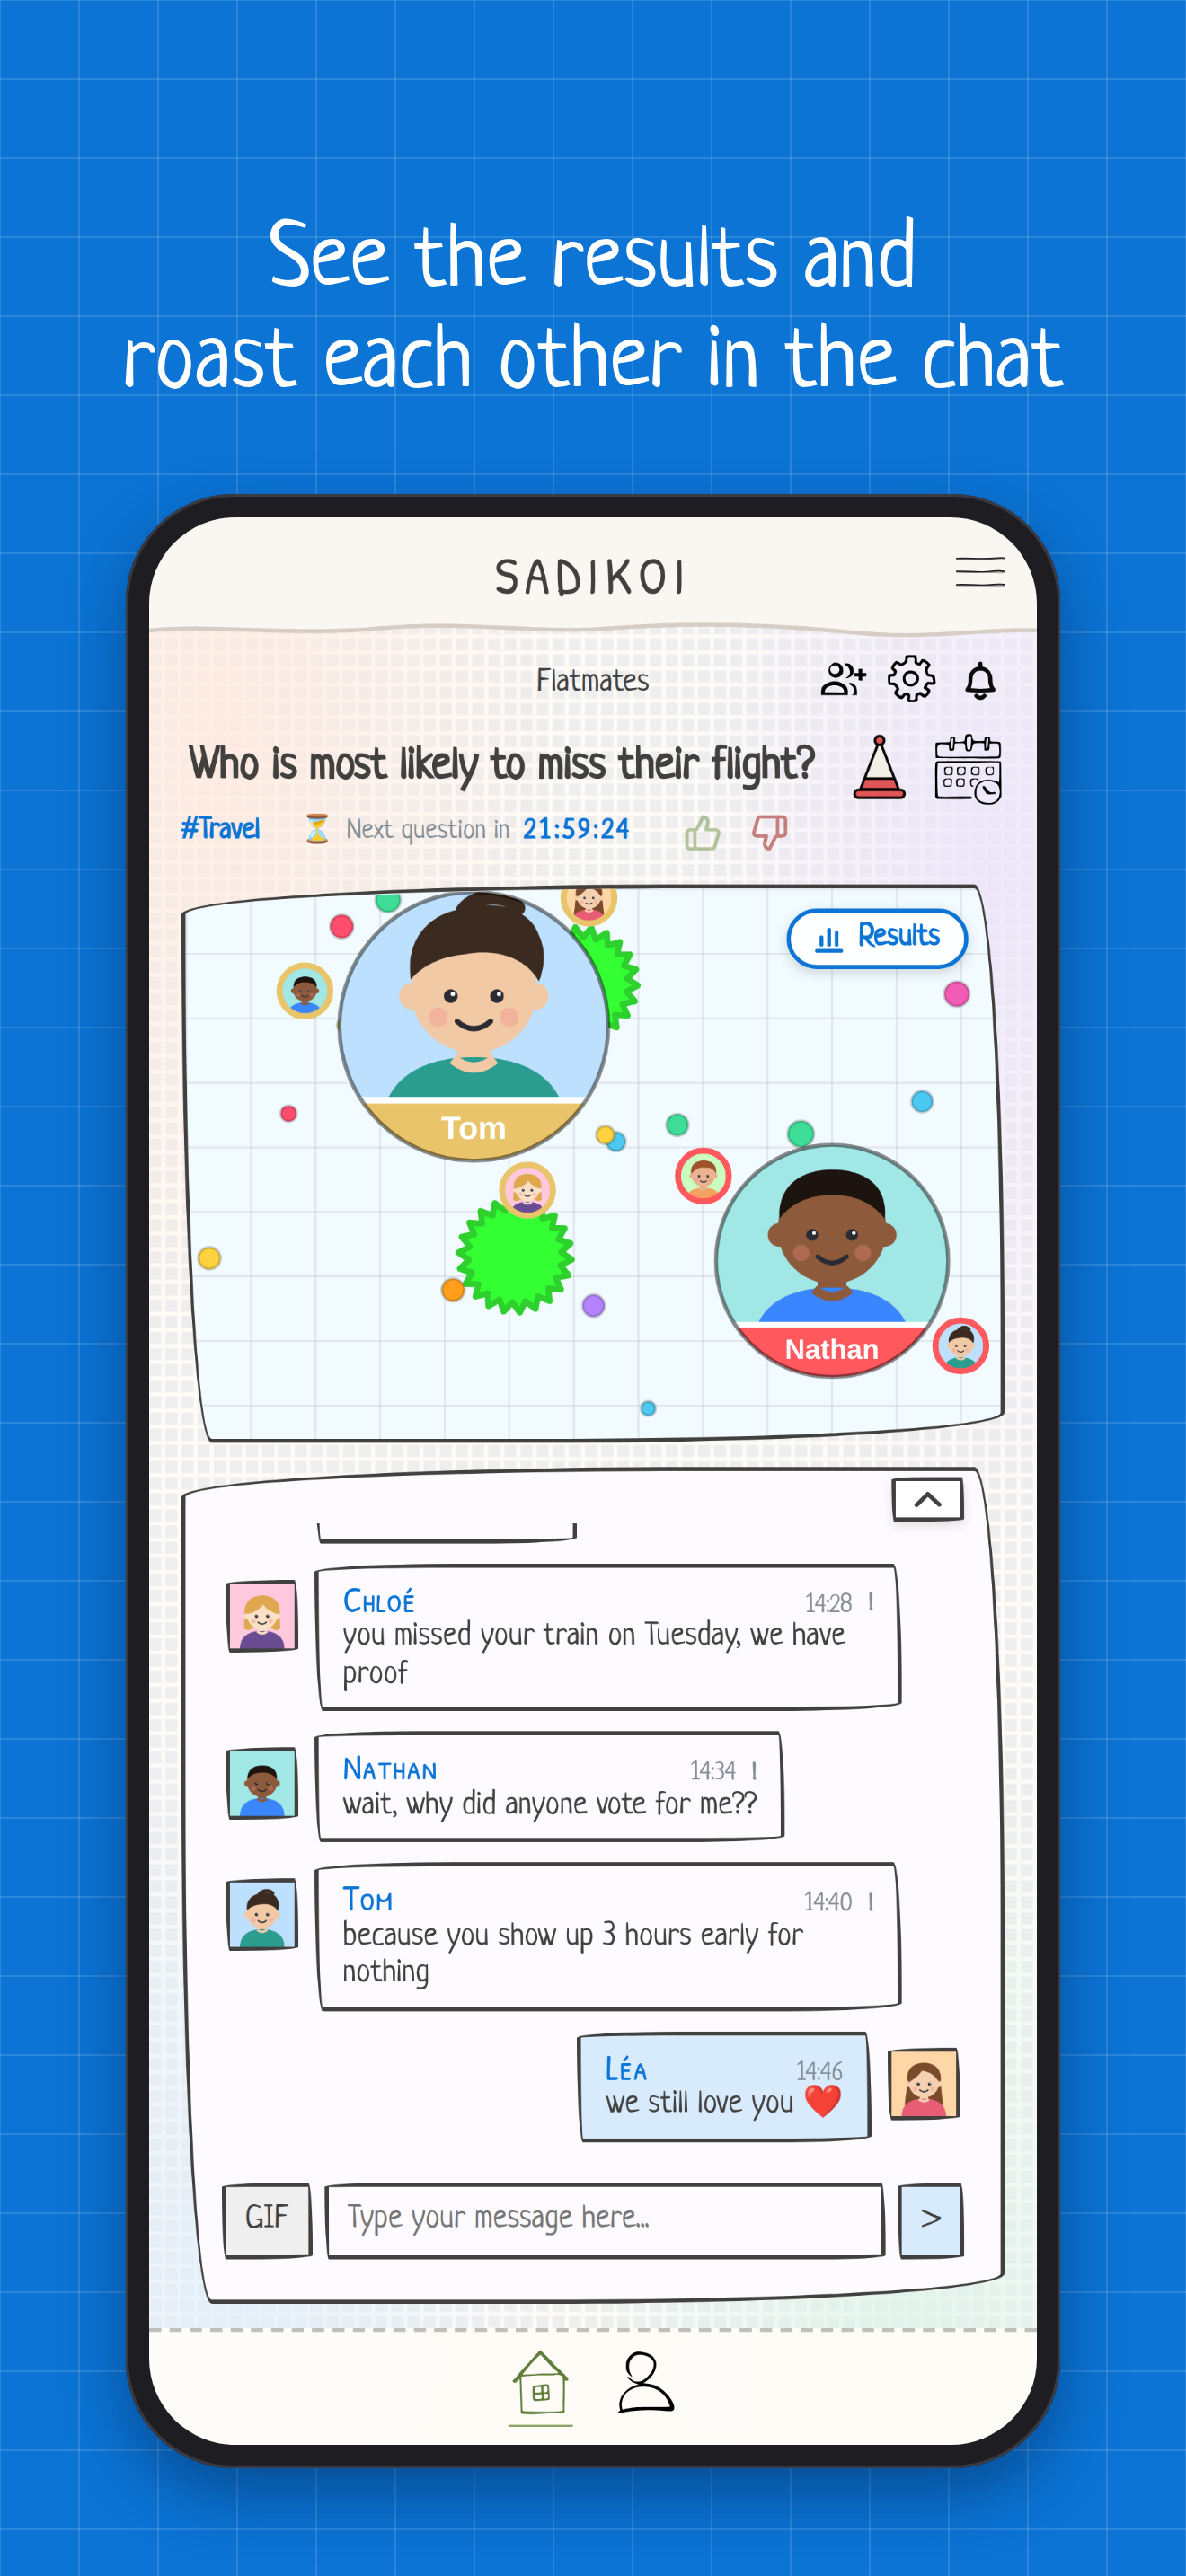 See the results and
roast each other in the chat
SADIKOI
Flatmates
Who is most likely to miss their flight?
#Travel ⏳ Next question in 21:59:24
Results
Tom
Nathan
CHLOÉ 14:28 !
you missed your train on Tuesday, we have
proof
NATHAN 14:34 !
wait, why did anyone vote for me??
TOM 14:40 !
because you show up 3 hours early for
nothing
LÉA 14:46
we still love you ❤️
GIF Type your message here... >